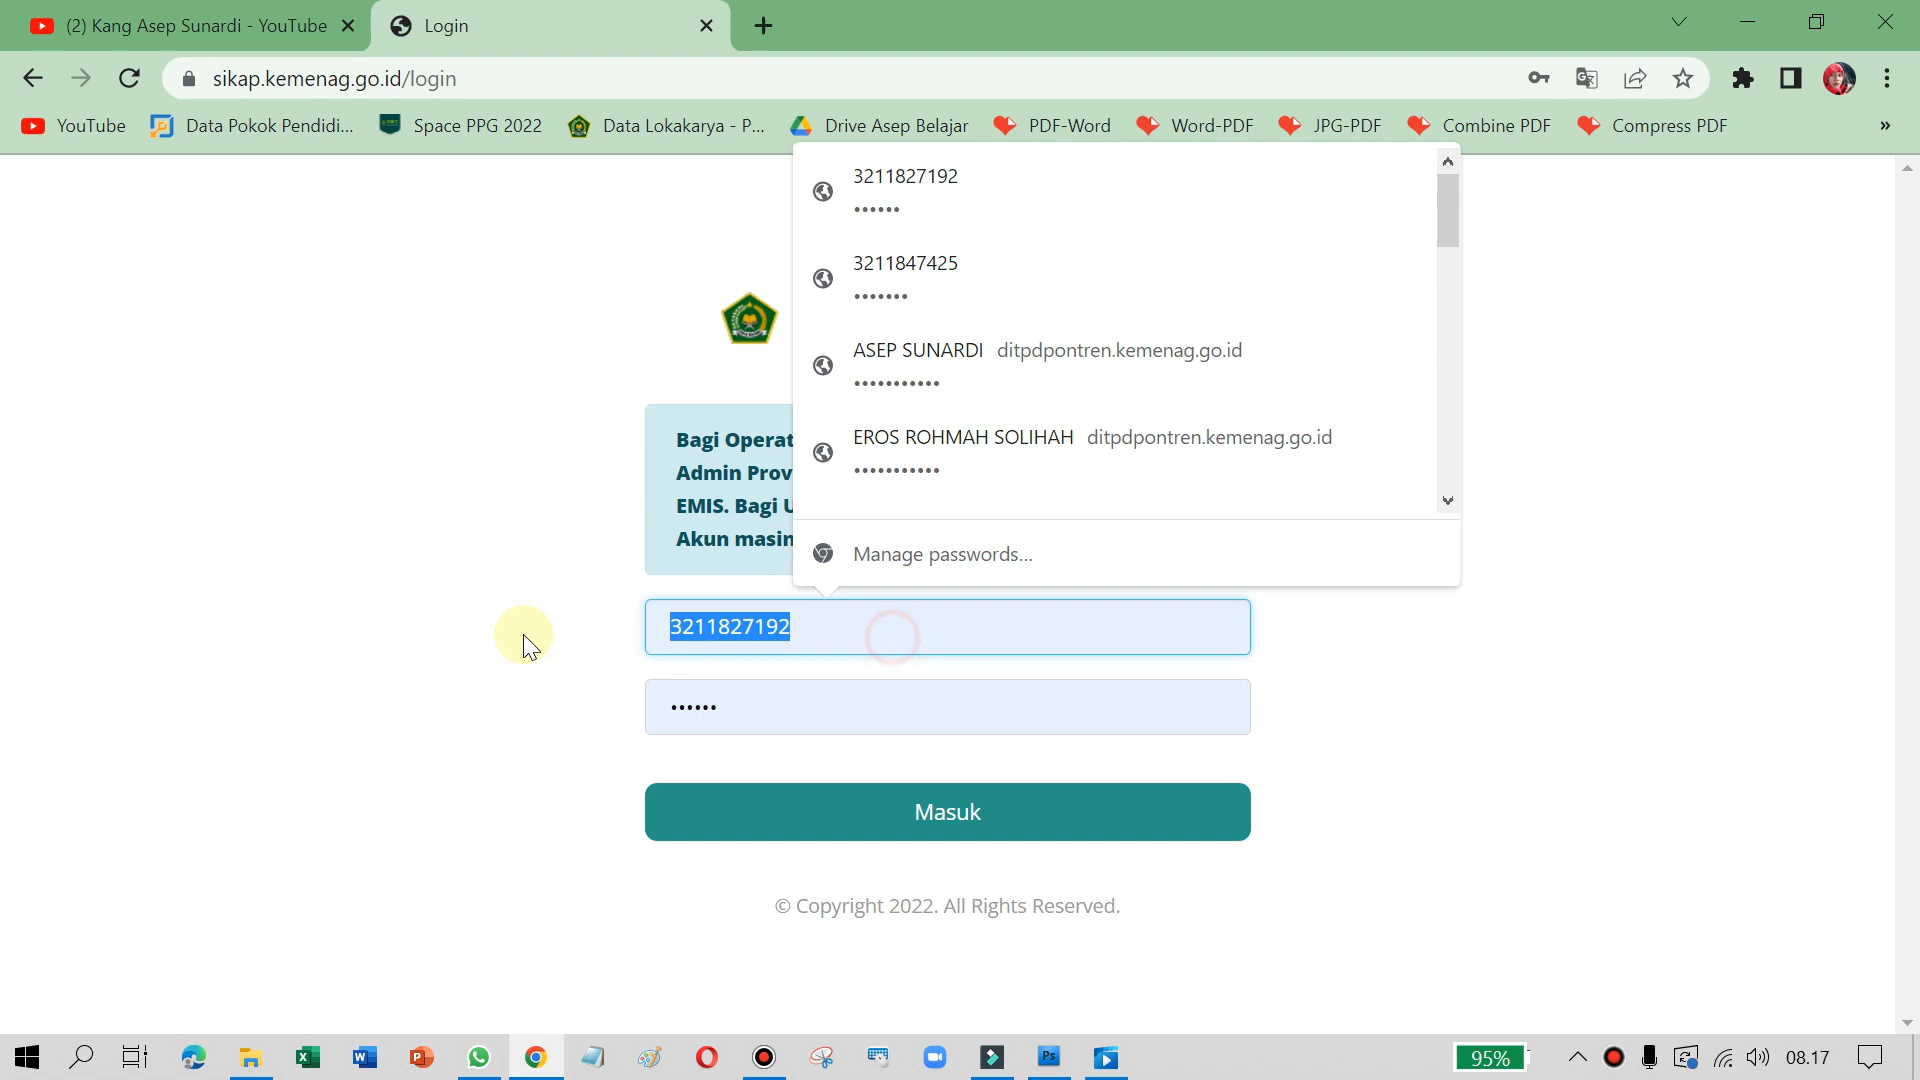 (2) Kang Asep Sunardi - YouTube
Login
sikap.kemenag.go.id/login
YouTube
Data Pokok Pendidi...
Space PPG 2022
Data Lokakarya - P...
Drive Asep Belajar
PDF-Word
Word-PDF
JPG-PDF
Combine PDF
Compress PDF
»
3211827192
••••••
3211847425
•••••••
ASEP SUNARDI ditpdpontren.kemenag.go.id
•••••••••••
EROS ROHMAH SOLIHAH ditpdpontren.kemenag.go.id
•••••••••••
Manage passwords...
Bagi Operat
Admin Prov
EMIS. Bagi U
Akun masin
3211827192
••••••
Masuk
© Copyright 2022. All Rights Reserved.
95%
08.17